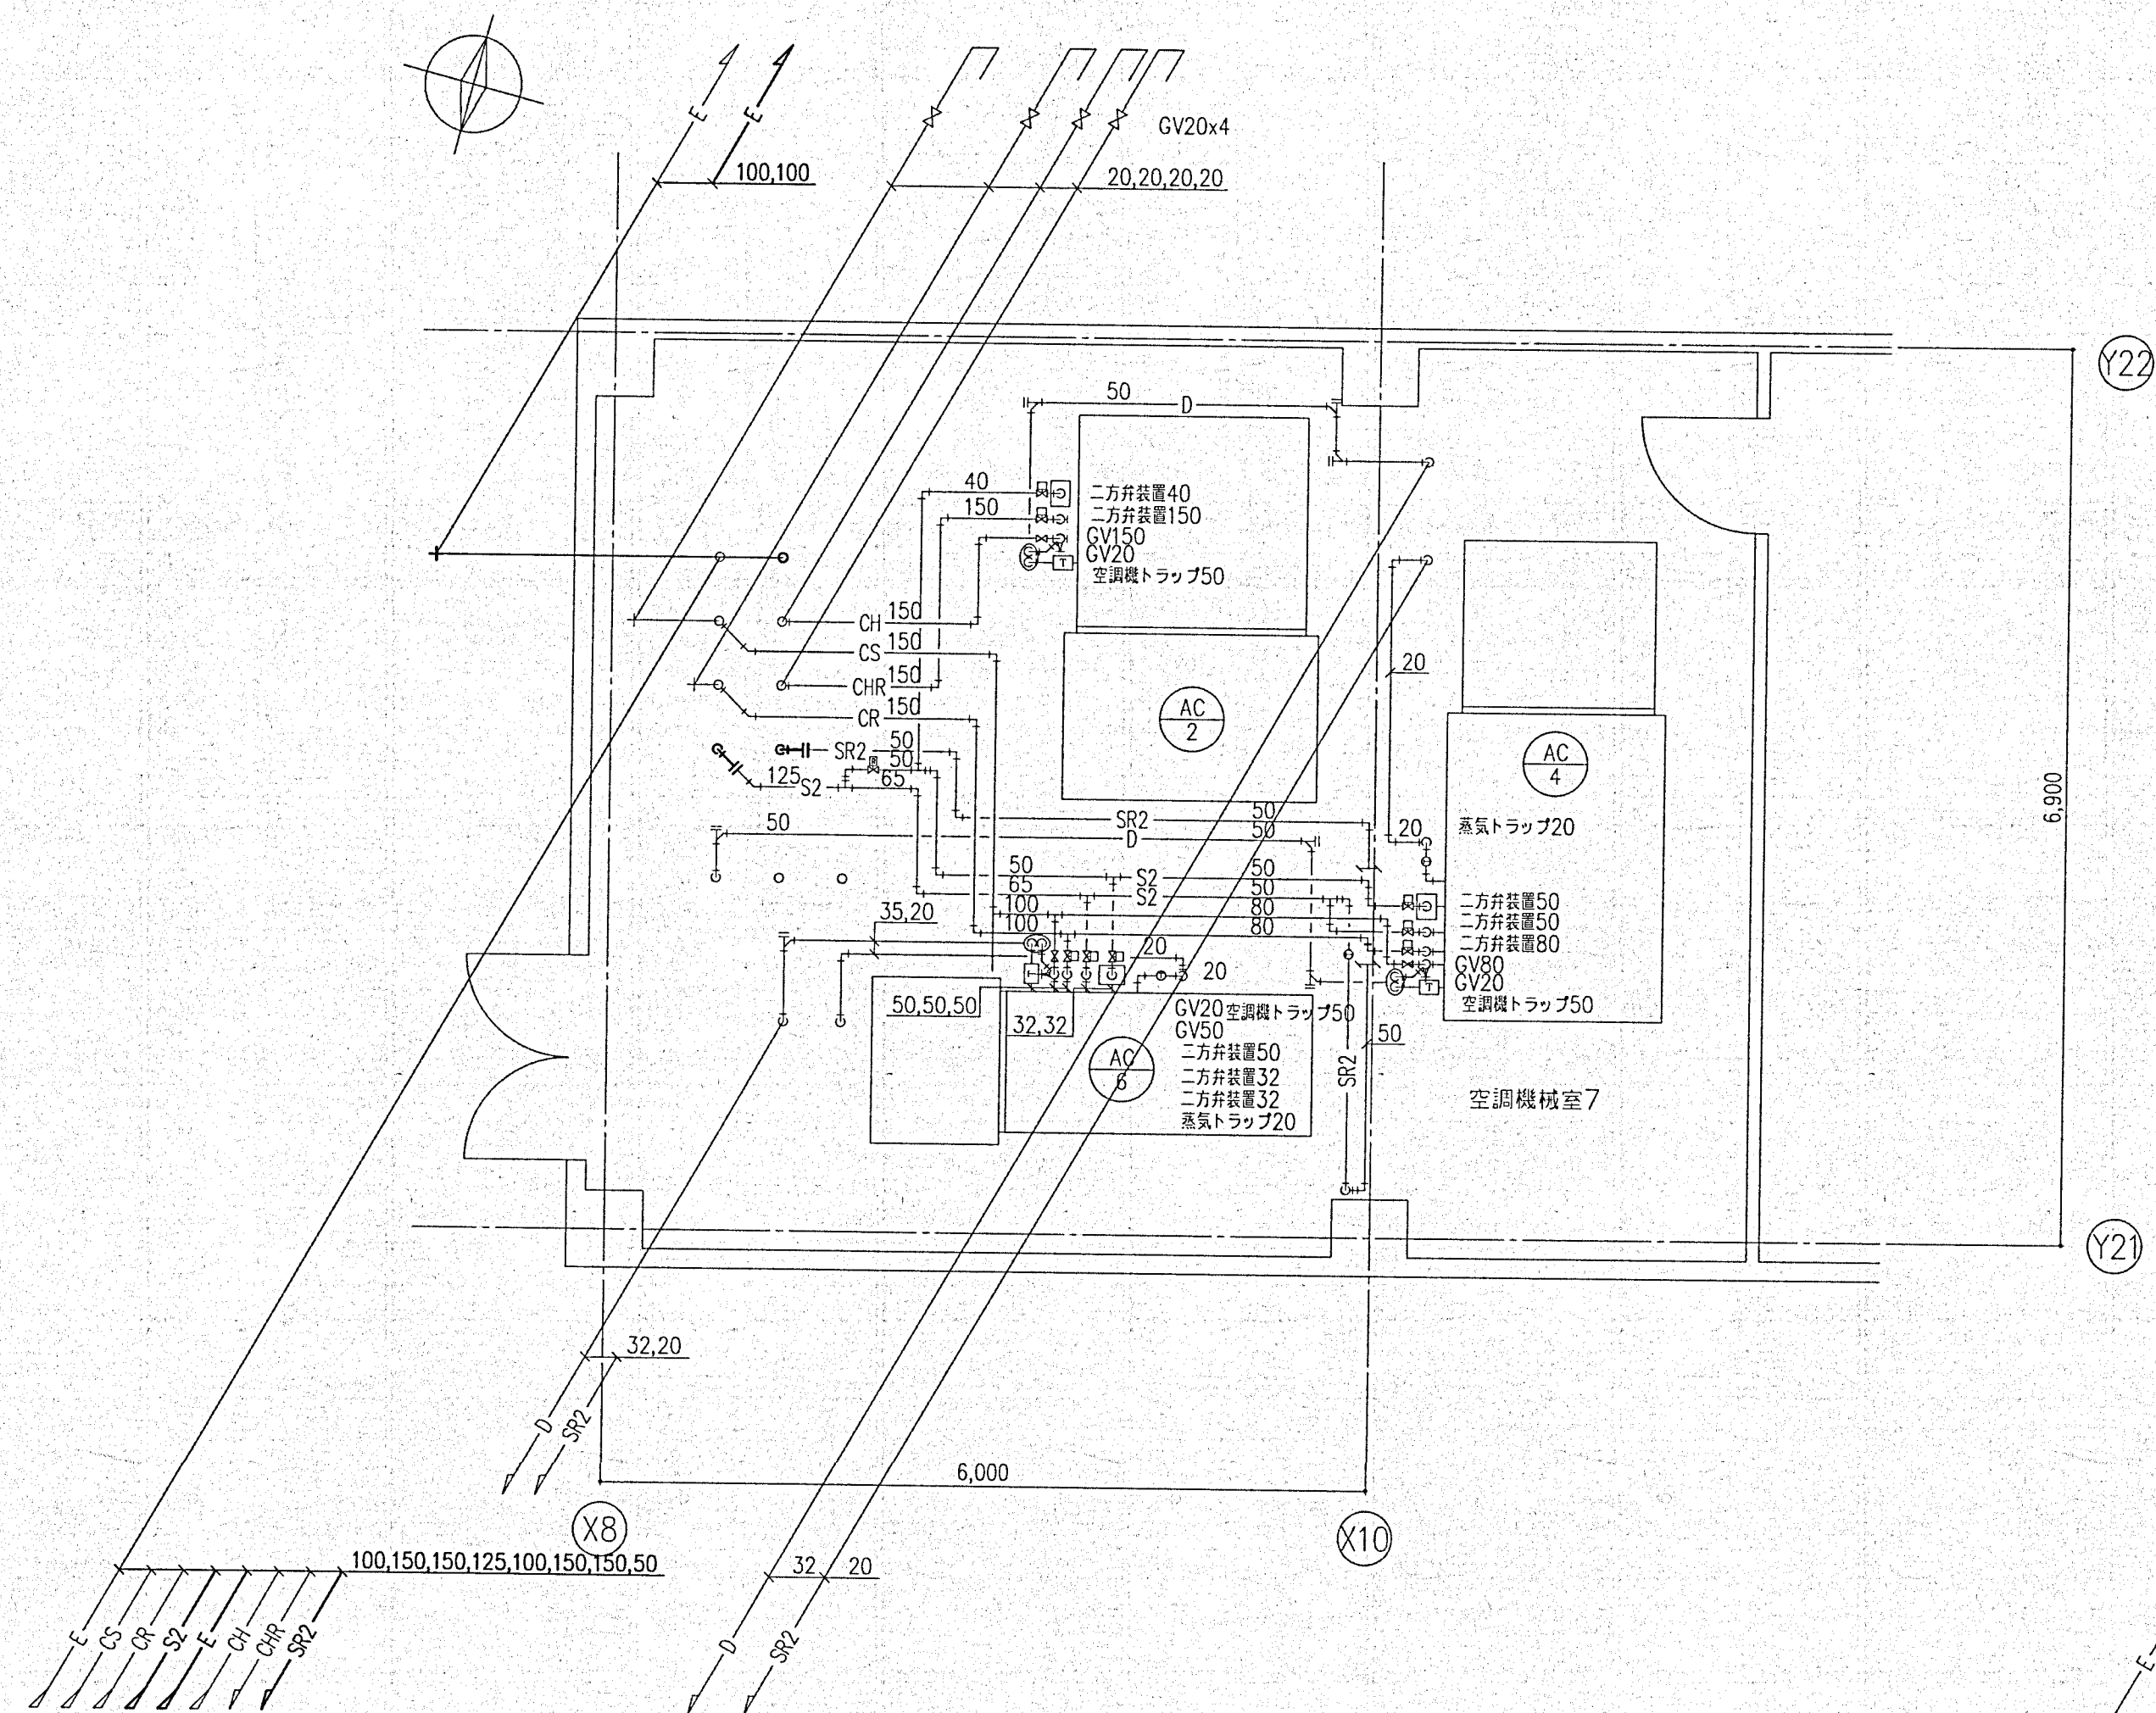 E
E
GV20x4
100,100
20,20,20,20
Y22
50
D
40
二方弁装置40
150
二方弁装置150
GV150
GV20
T
空調機トラップ50
CH
150
CS
150
20
CHR
150
CR
150
AC
2
AC
4
SR2
50
50
125
S2
65
6,900
50
SR2
50
D
50
20
蒸気トラップ20
50
S2
50
65
S2
50
100
80
100
80
二方弁装置50
二方弁装置50
二方弁装置80
GV80
GV20
T
空調機トラップ50
35,20
20
20
T
50,50,50
32,32
GV20
空調機トラップ50
GV50
二方弁装置50
二方弁装置32
二方弁装置32
蒸気トラップ20
AC
6
50
SR2
空調機械室7
Y21
32,20
D
SR2
6,000
X8
X10
100,150,150,125,100,150,150,50
32
20
E
CS
CR
S2
E
CH
CHR
SR2
D
SR2
E